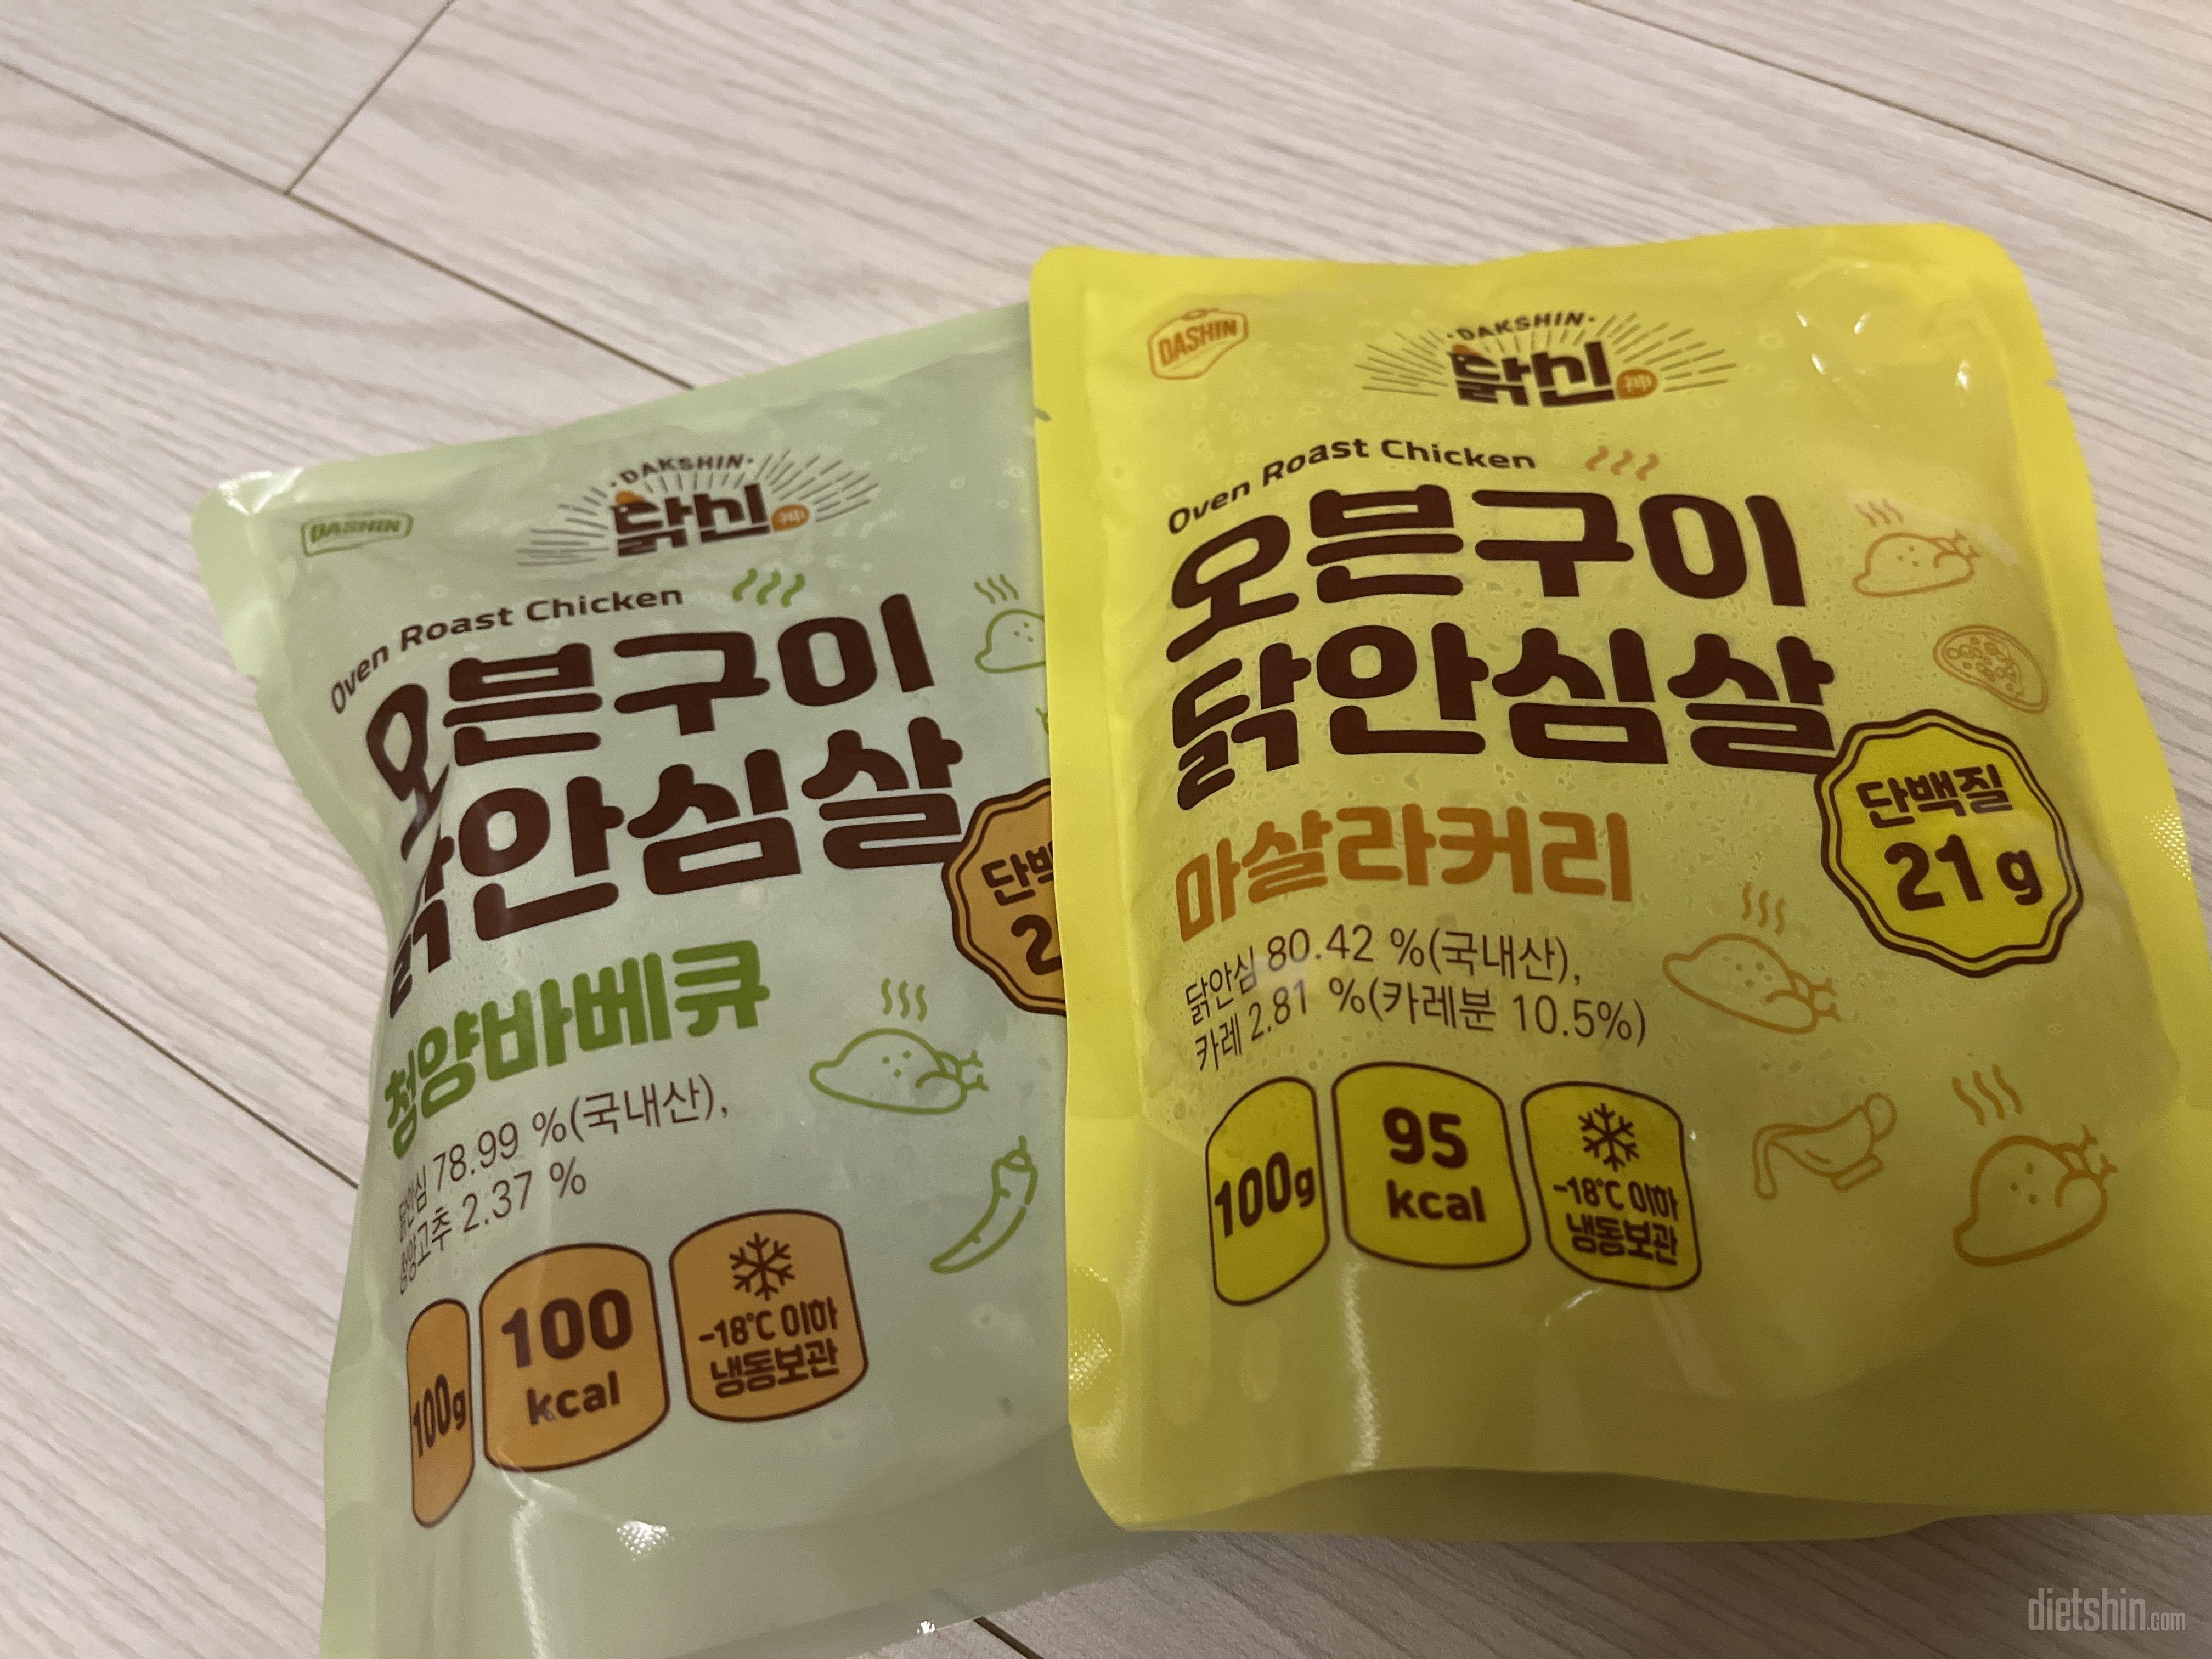 DASHIN
·DAKSHIN·
닭신神
Oven Roast Chicken
오븐구이
닭안심살
청양바베큐
닭안심 78.99 %(국내산),
청양고추 2.37 %
100g
100
kcal
-18℃ 이하
냉동보관
DASHIN
·DAKSHIN·
닭신神
Oven Roast Chicken
오븐구이
닭안심살
마살라커리
단백질
21 g
닭안심 80.42 %(국내산),
카레 2.81 %(카레분 10.5%)
100g
95
kcal
-18℃ 이하
냉동보관
dietshin.com